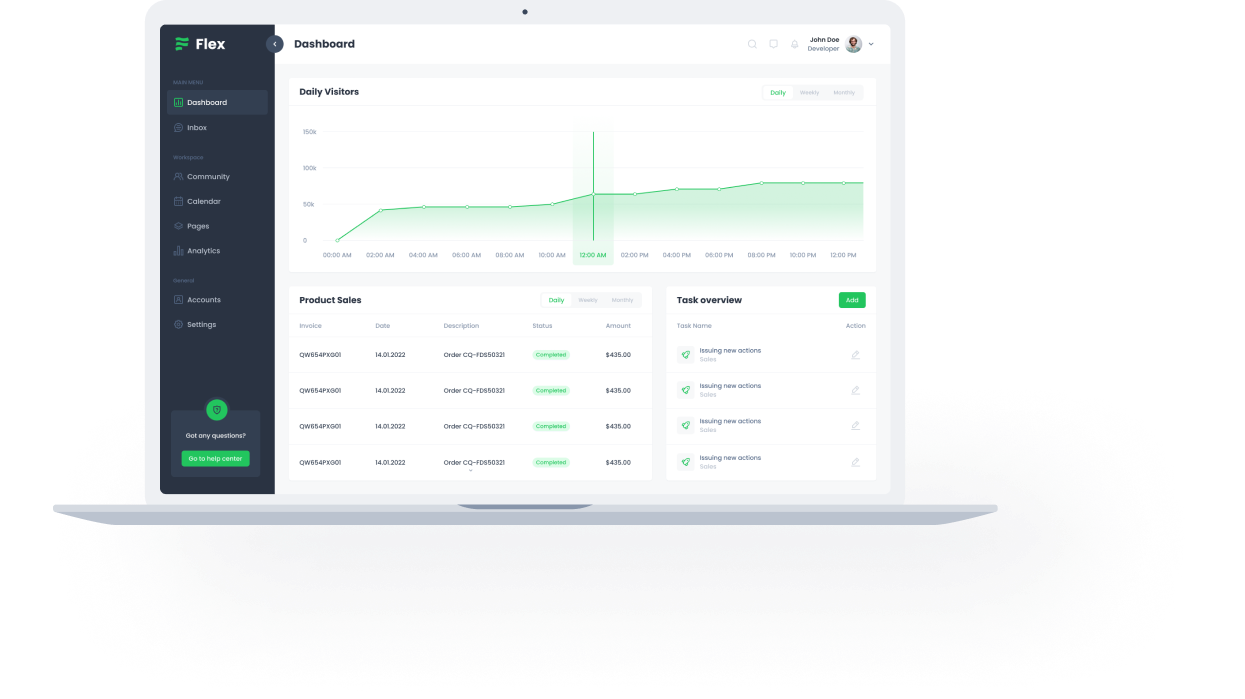 Flex
Dashboard
John Doe
Developer
MAIN MENU
Dashboard
Inbox
Workspace
Community
Calendar
Pages
Analytics
General
Accounts
Settings
Got any questions?
Go to help center
Daily Visitors
Daily Weekly Monthly
150k
100k
50k
0
00:00 AM 02:00 AM 04:00 AM 06:00 AM 08:00 AM 10:00 AM 12:00 AM 02:00 PM 04:00 PM 06:00 PM 08:00 PM 10:00 PM 12:00 PM
Product Sales
Daily Weekly Monthly
Invoice Date Description Status Amount
QW654PXG01 14.01.2022 Order CQ-FDS50321 Completed $435.00
QW654PXG01 14.01.2022 Order CQ-FDS50321 Completed $435.00
QW654PXG01 14.01.2022 Order CQ-FDS50321 Completed $435.00
QW654PXG01 14.01.2022 Order CQ-FDS50321 Completed $435.00
Task overview
Add
Task Name Action
Issuing new actions
Sales
Issuing new actions
Sales
Issuing new actions
Sales
Issuing new actions
Sales